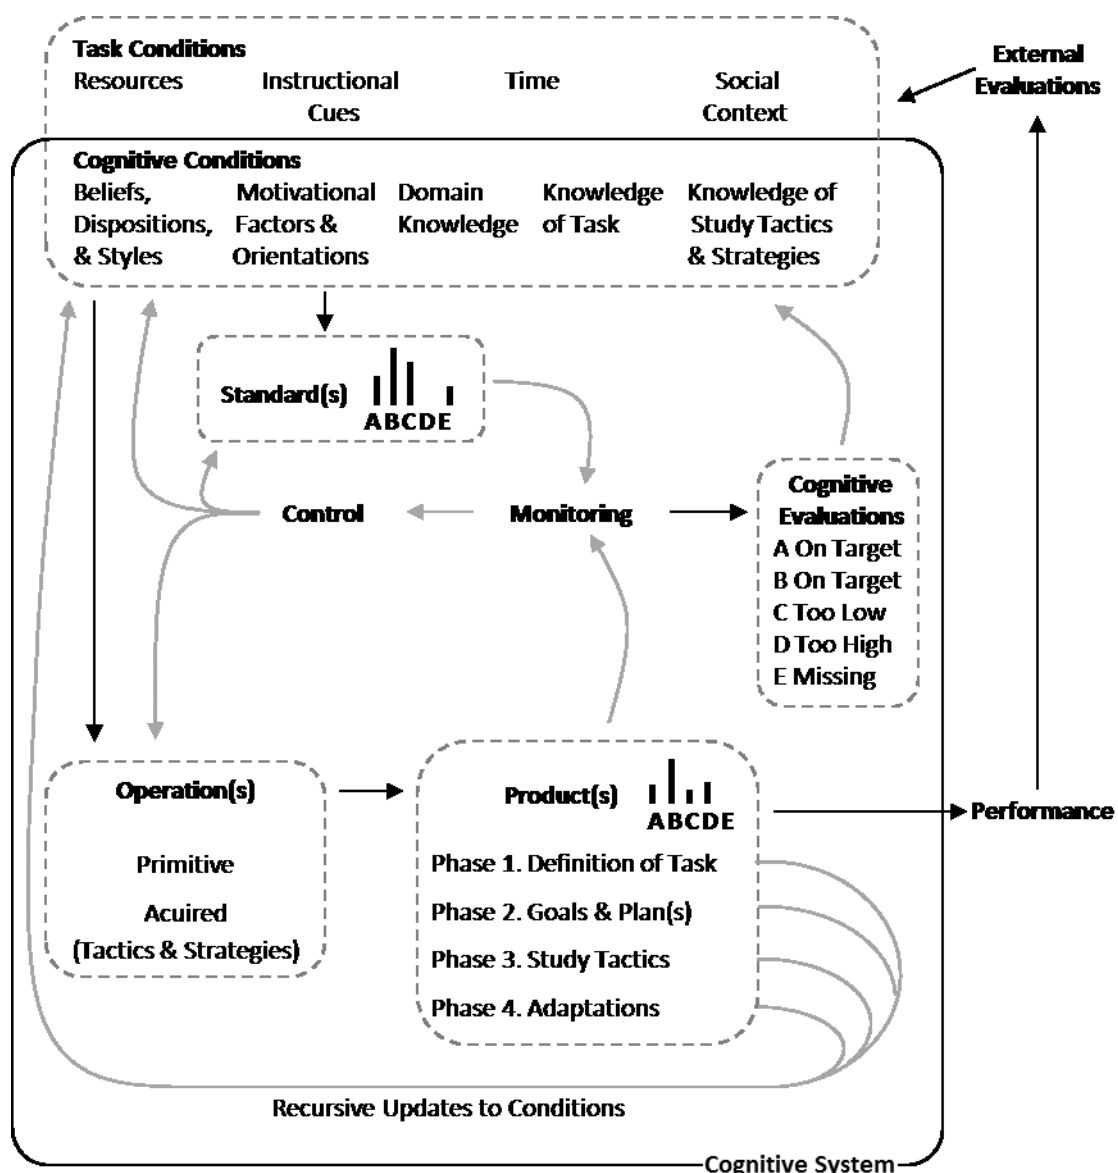 Task Conditions
Resources
Instructional
Cues
Time
Social
Context
External
Evaluations
Cognitive Conditions
Beliefs,
Dispositions,
& Styles
Motivational
Factors &
Orientations
Domain
Knowledge
Knowledge
of Task
Knowledge of
Study Tactics
& Strategies
Standard(s)
ABCDE
Control
Monitoring
Cognitive
Evaluations
A On Target
B On Target
C Too Low
D Too High
E Missing
Operation(s)
Primitive
Acuired
(Tactics & Strategies)
Product(s)
ABCDE
Phase 1. Definition of Task
Phase 2. Goals & Plan(s)
Phase 3. Study Tactics
Phase 4. Adaptations
Performance
Recursive Updates to Conditions
Cognitive System